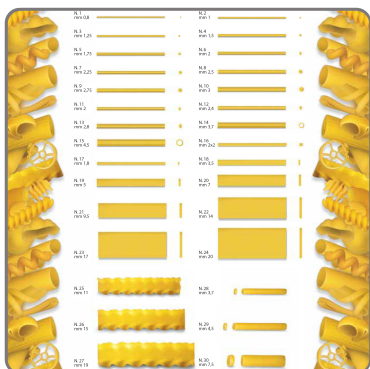 N. 1
mm 0,8
N. 2
mm 1
N. 3
mm 1,25
N. 4
mm 1,5
N. 5
mm 1,75
N. 6
mm 2
N. 7
mm 2,25
N. 8
mm 2,5
N. 9
mm 2,75
N. 10
mm 3
N. 11
mm 2
N. 12
mm 2,4
N. 13
mm 2,8
N. 14
mm 3,7
N. 15
mm 4,5
N. 16
mm 2x2
N. 17
mm 1,8
N. 18
mm 3,5
N. 19
mm 5
N. 20
mm 7
N. 21
mm 9,5
N. 22
mm 14
N. 23
mm 17
N. 24
mm 20
N. 25
mm 11
N. 28
mm 3,7
N. 26
mm 15
N. 29
mm 4,5
N. 27
mm 19
N. 30
mm 7,5